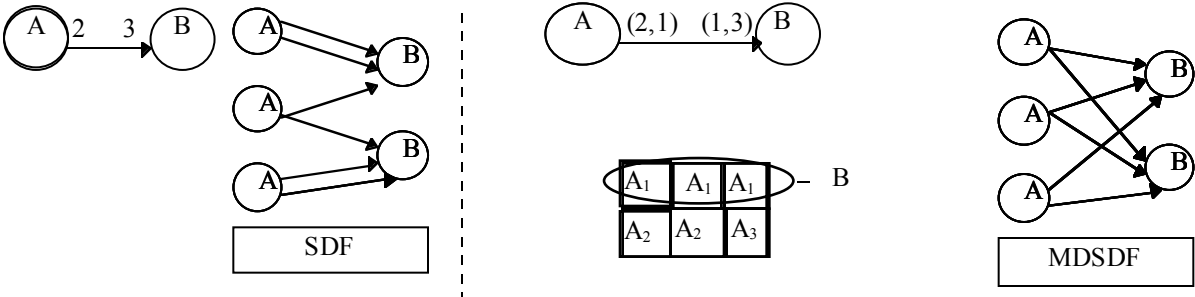 A 2 3 B
A
A
A
B
B
SDF
A (2,1) (1,3) B
A1 A1 A1 B
A2 A2 A3
A
A
A
B
B
MDSDF